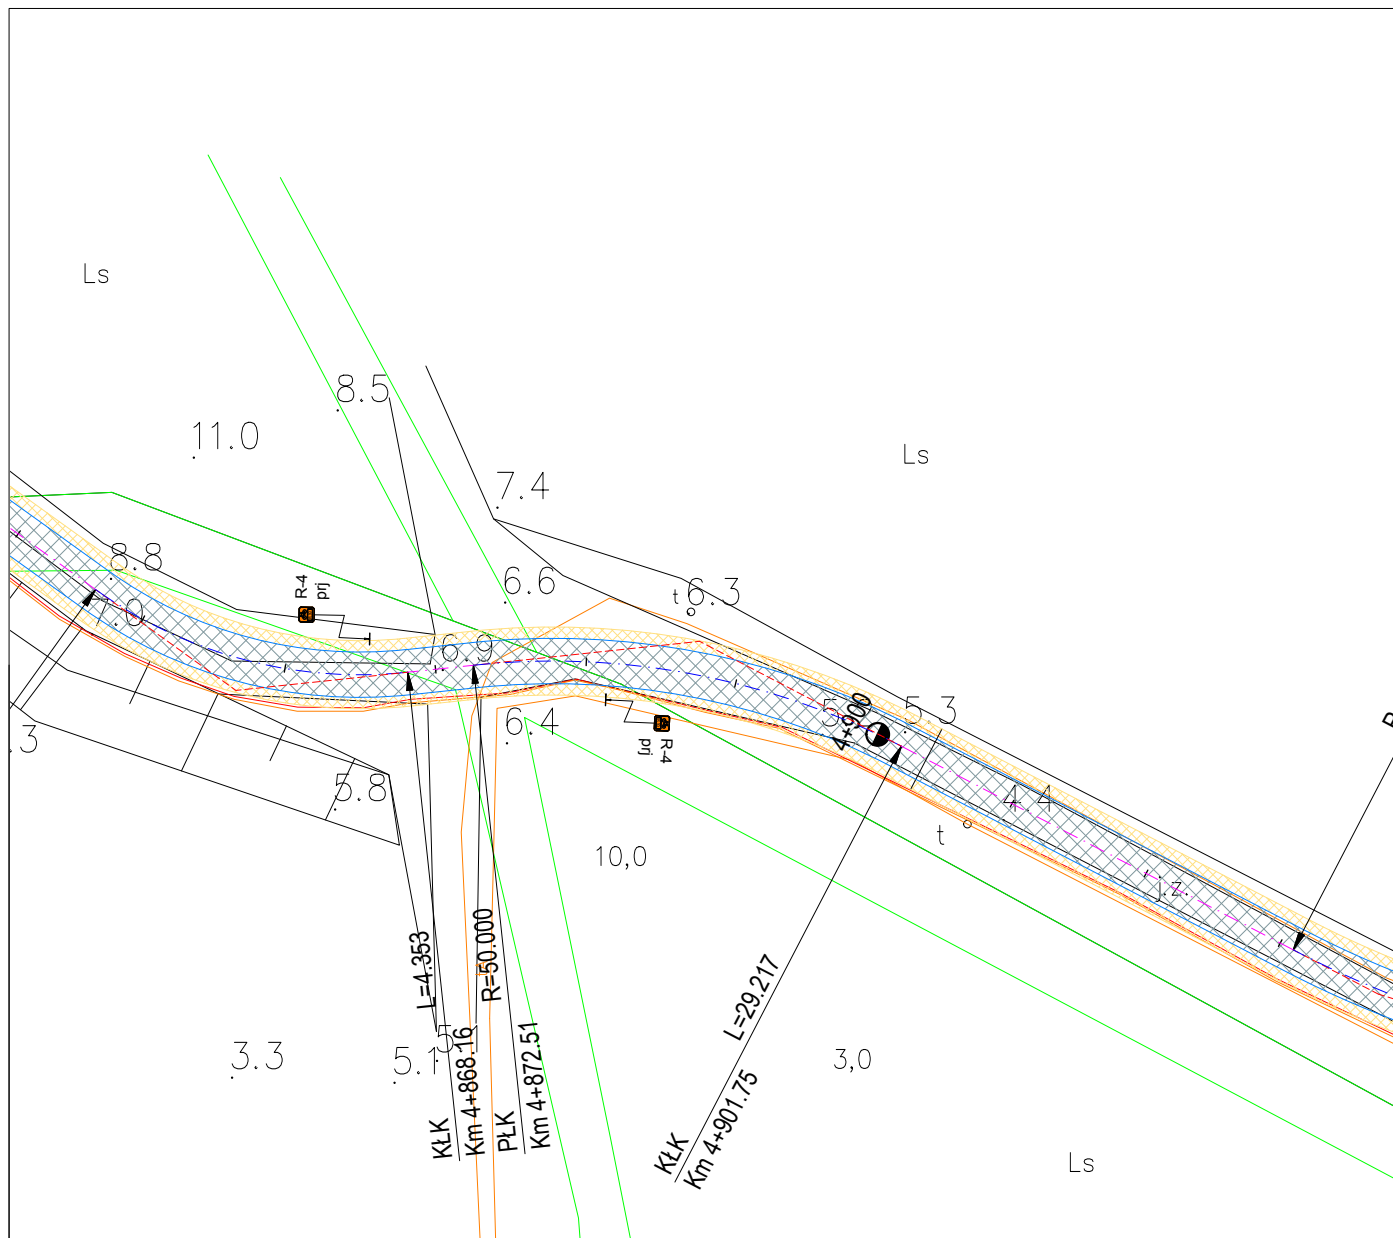 Ls
8.5
11.0
Ls
7.4
8.8
R-4
prj
6.6
t
6.3
7.0
6.9
5.3
4+900
6.4
R-4
prj
.3
5.8
4.4
t
10,0
j.z.
L=4.353
R=50.000
L=29.217
5.1
3.3
3,0
KŁK
Km 4+868.16
PŁK
Km 4+872.51
KŁK
Km 4+901.75
Ls